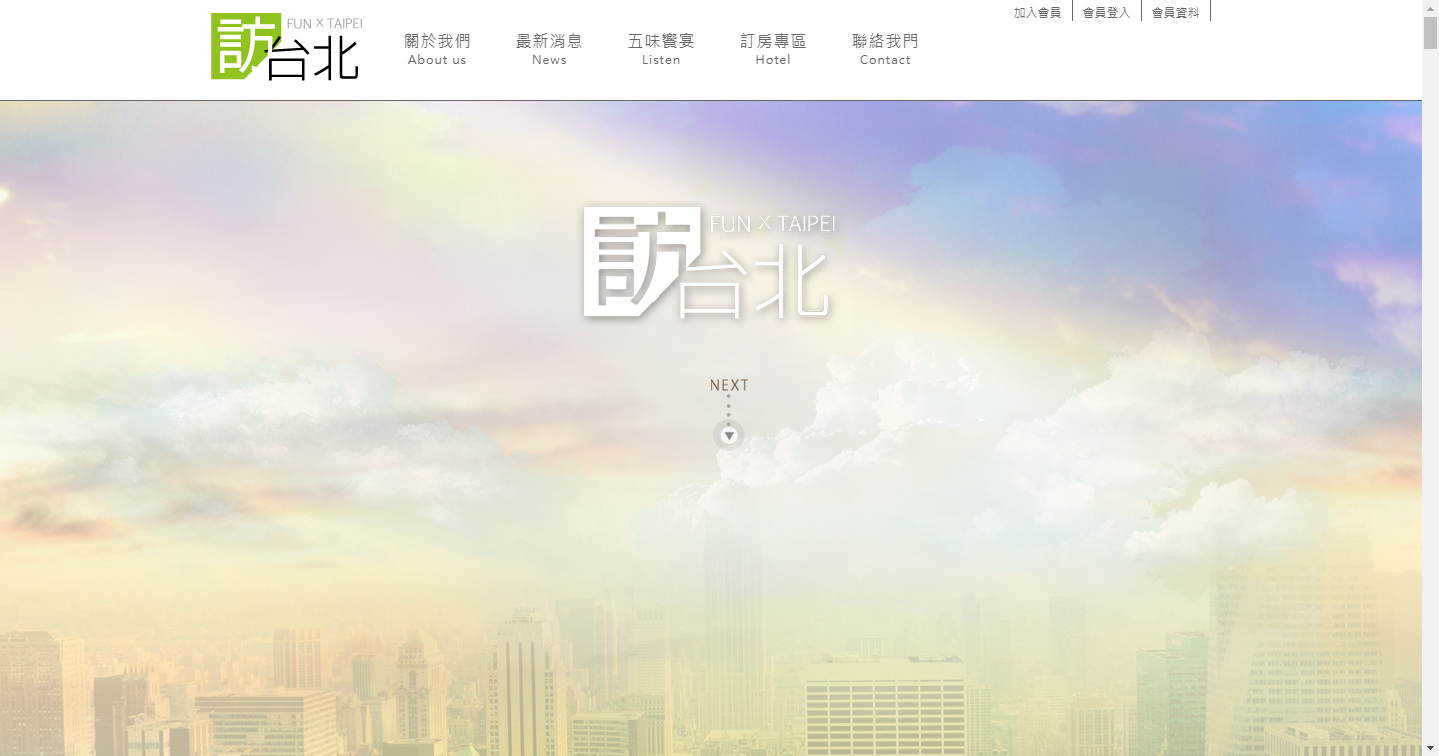 訪台北
FUN X TAIPEI
關於我們
About us
最新消息
News
五味饗宴
Listen
訂房專區
Hotel
聯絡我們
Contact
加入會員
會員登入
會員資料
訪台北
FUN X TAIPEI
NEXT